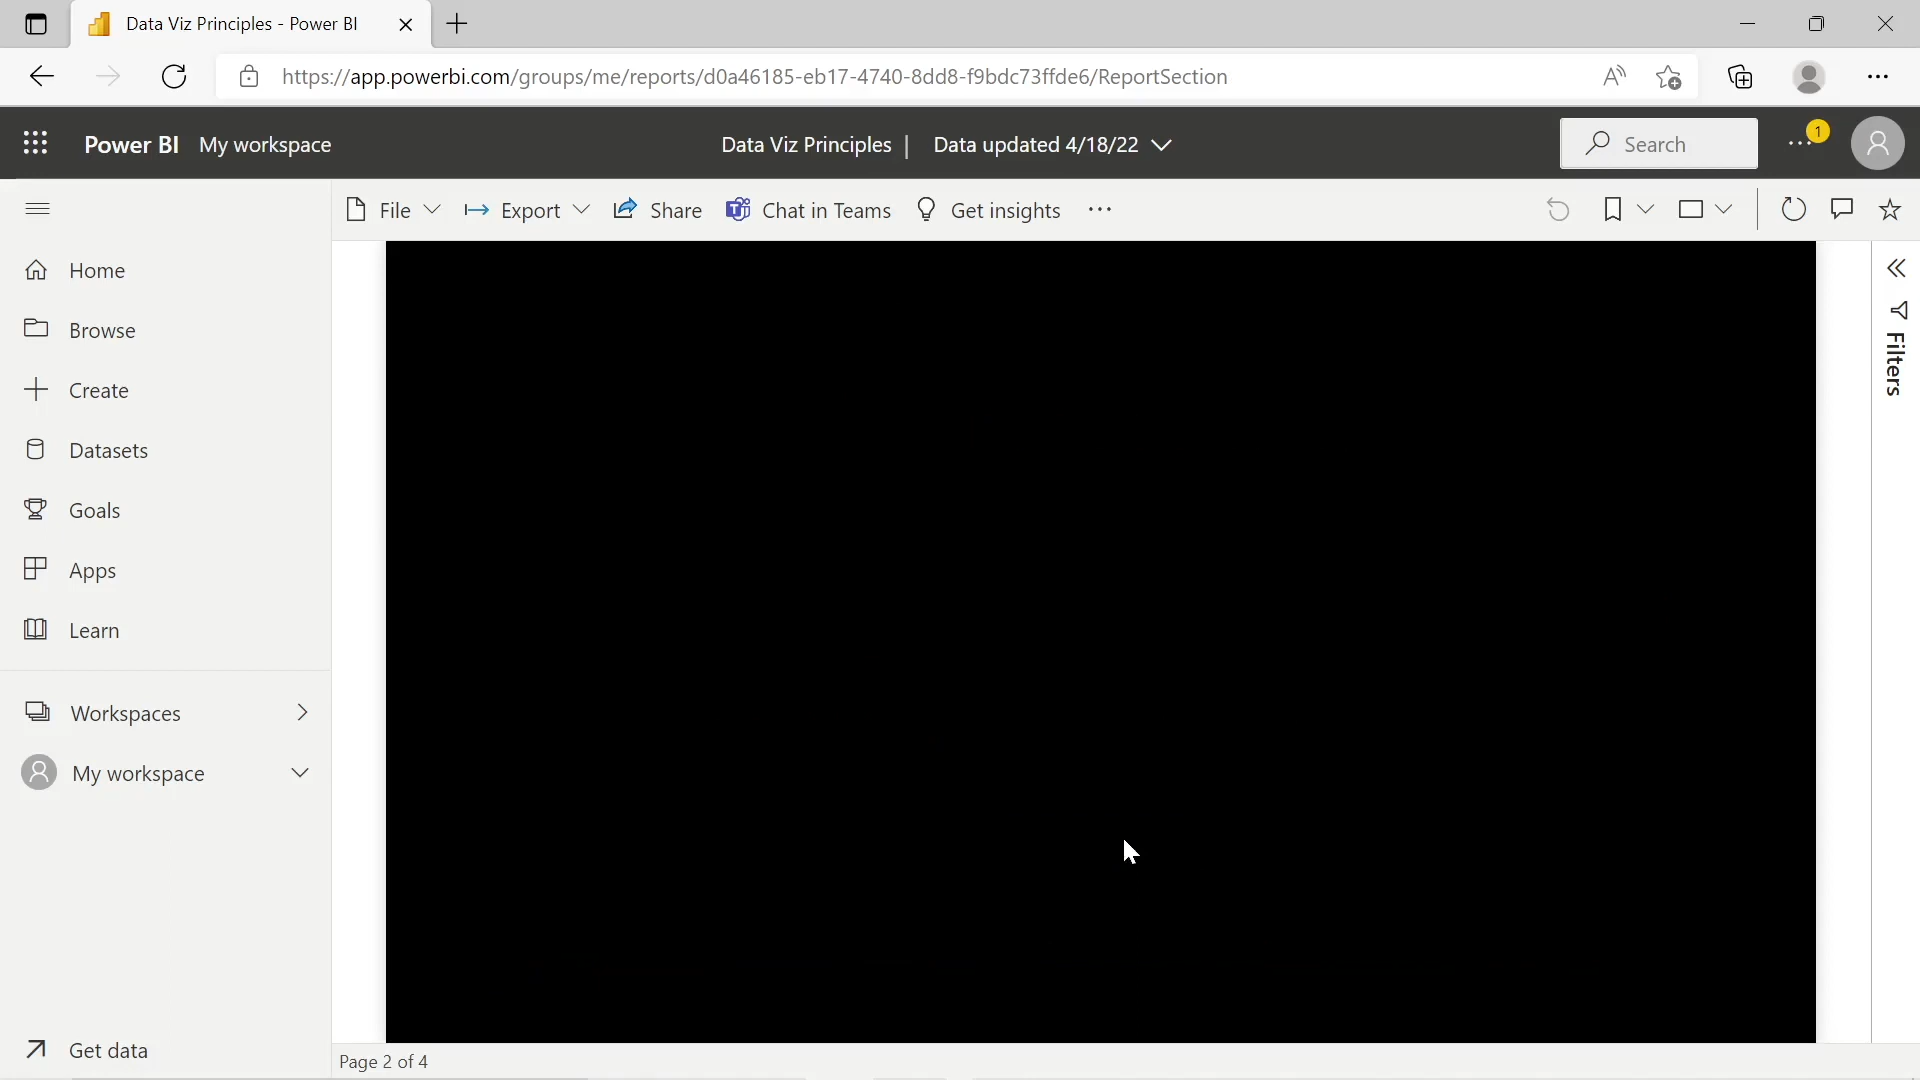 Data Viz Principles - Power BI
https://app.powerbi.com/groups/me/reports/d0a46185-eb17-4740-8dd8-f9bdc73ffde6/ReportSection
Power BI My workspace Data Viz Principles | Data updated 4/18/22 Search 1
File Export Share Chat in Teams Get insights
Home
Browse
Create
Datasets
Goals
Apps
Learn
Workspaces
My workspace
Get data
Filters
Page 2 of 4